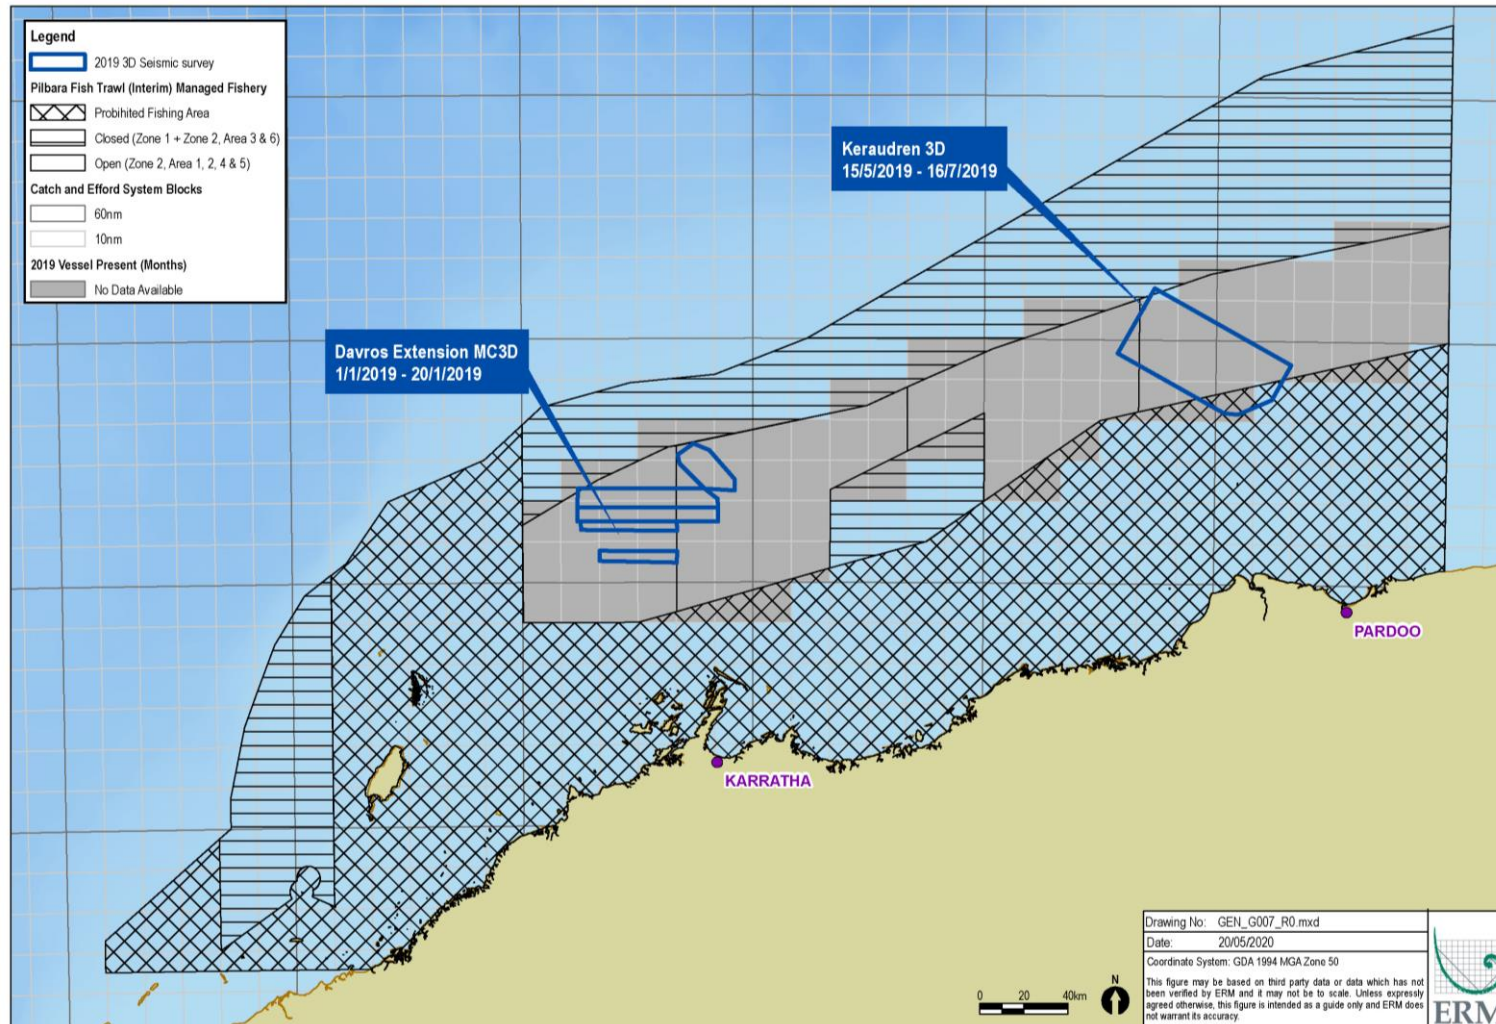 Legend
2019 3D Seismic survey
Pilbara Fish Trawl (Interim) Managed Fishery
Probihited Fishing Area
Closed (Zone 1 + Zone 2, Area 3 & 6)
Open (Zone 2, Area 1, 2, 4 & 5)
Catch and Efford System Blocks
60nm
10nm
2019 Vessel Present (Months)
No Data Available
Keraudren 3D
15/5/2019 - 16/7/2019
Davros Extension MC3D
1/1/2019 - 20/1/2019
PARDOO
KARRATHA
0 20 40km
N
Drawing No: GEN_G007_R0.mxd
Date: 20/05/2020
Coordinate System: GDA 1994 MGA Zone 50
This figure may be based on third party data or data which has not
been verified by ERM and it may not be to scale. Unless expressly
agreed otherwise, this figure is intended as a guide only and ERM does
not warrant its accuracy.
ERM